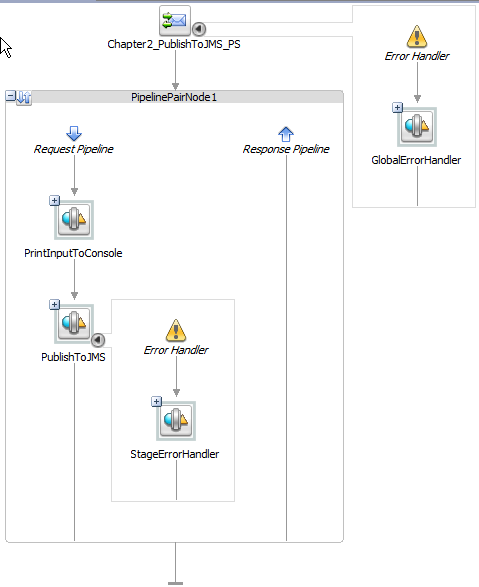 Chapter2_PublishToJMS_PS
Error Handler
GlobalErrorHandler
PipelinePairNode1
Request Pipeline
Response Pipeline
PrintInputToConsole
PublishToJMS
Error Handler
StageErrorHandler